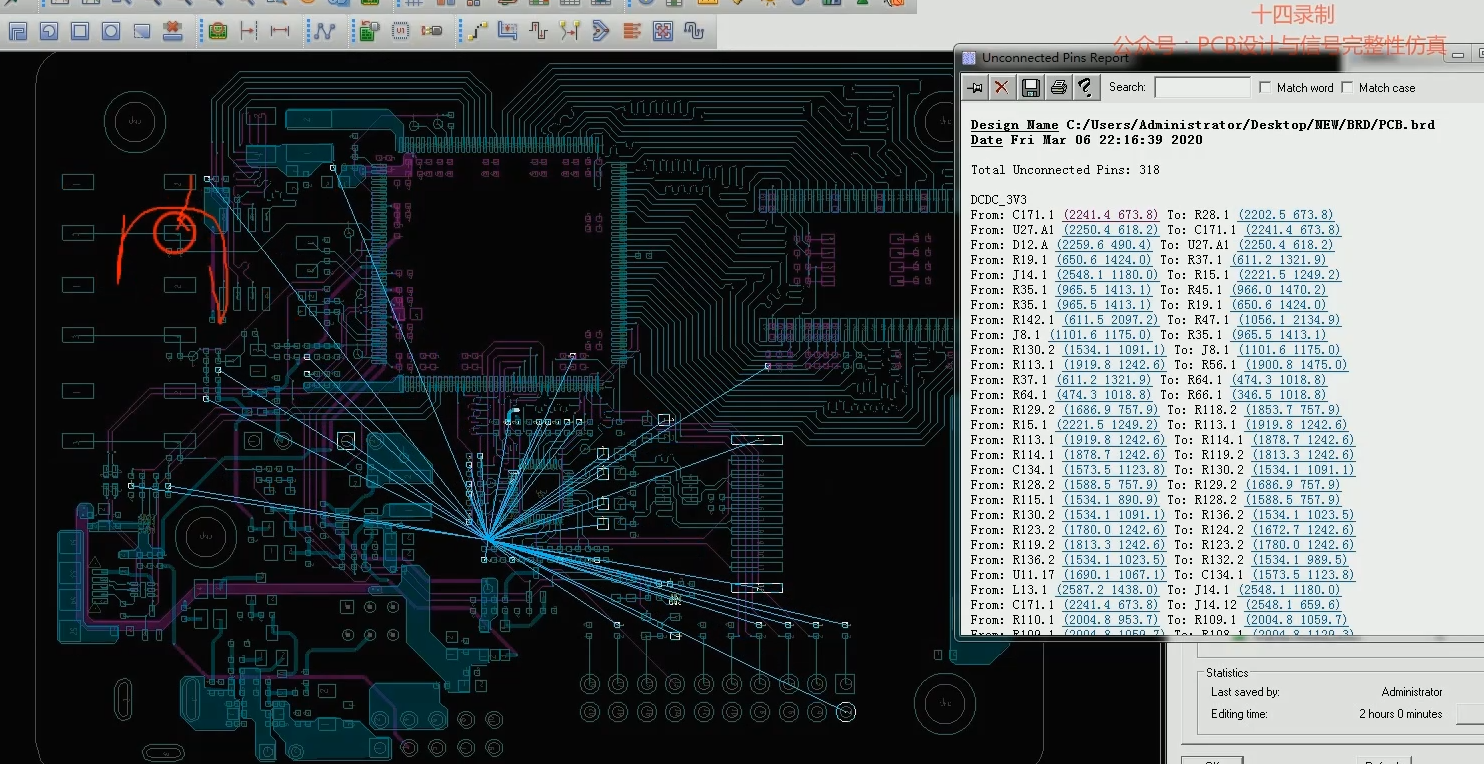 十四录制
公众号：PCB设计与信号完整性仿真
Unconnected Pins Report
Search:
Match word
Match case
Design Name C:/Users/Administrator/Desktop/NEW/BRD/PCB.brd
Date Fri Mar 06 22:16:39 2020
Total Unconnected Pins: 318
DCDC_3V3
From: C171.1 (2241.4 673.8) To: R28.1 (2202.5 673.8)
From: U27.A1 (2250.4 618.2) To: C171.1 (2241.4 673.8)
From: D12.A (2259.6 490.4) To: U27.A1 (2250.4 618.2)
From: R19.1 (650.6 1424.0) To: R37.1 (611.2 1321.9)
From: J14.1 (2548.1 1180.0) To: R15.1 (2221.5 1249.2)
From: R35.1 (965.5 1413.1) To: R45.1 (966.0 1470.2)
From: R35.1 (965.5 1413.1) To: R19.1 (650.6 1424.0)
From: R142.1 (611.5 2097.2) To: R47.1 (1056.1 2134.9)
From: J8.1 (1101.6 1175.0) To: R35.1 (965.5 1413.1)
From: R130.2 (1534.1 1091.1) To: J8.1 (1101.6 1175.0)
From: R113.1 (1919.8 1242.6) To: R56.1 (1900.8 1475.0)
From: R37.1 (611.2 1321.9) To: R64.1 (474.3 1018.8)
From: R64.1 (474.3 1018.8) To: R66.1 (346.5 1018.8)
From: R129.2 (1686.9 757.9) To: R118.2 (1853.7 757.9)
From: R15.1 (2221.5 1249.2) To: R113.1 (1919.8 1242.6)
From: R113.1 (1919.8 1242.6) To: R114.1 (1878.7 1242.6)
From: R114.1 (1878.7 1242.6) To: R119.2 (1813.3 1242.6)
From: C134.1 (1573.5 1123.8) To: R130.2 (1534.1 1091.1)
From: R128.2 (1588.5 757.9) To: R129.2 (1686.9 757.9)
From: R115.1 (1534.1 890.9) To: R128.2 (1588.5 757.9)
From: R130.2 (1534.1 1091.1) To: R136.2 (1534.1 1023.5)
From: R123.2 (1780.0 1242.6) To: R124.2 (1672.7 1242.6)
From: R119.2 (1813.3 1242.6) To: R123.2 (1780.0 1242.6)
From: R136.2 (1534.1 1023.5) To: R132.2 (1534.1 989.5)
From: U11.17 (1690.1 1067.1) To: C134.1 (1573.5 1123.8)
From: L13.1 (2587.2 1438.0) To: J14.1 (2548.1 1180.0)
From: C171.1 (2241.4 673.8) To: J14.12 (2548.1 659.6)
From: R110.1 (2004.8 953.7) To: R109.1 (2004.8 1059.7)
From: R109.1 (2004.8 1059.7) To: R108.1 (2004.8 1129.3)
Statistics
Last saved by: Administrator
Editing time: 2 hours 0 minutes